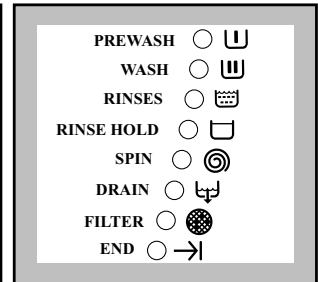 PREWASH
WASH
RINSES
RINSE HOLD
SPIN
DRAIN
FILTER
END